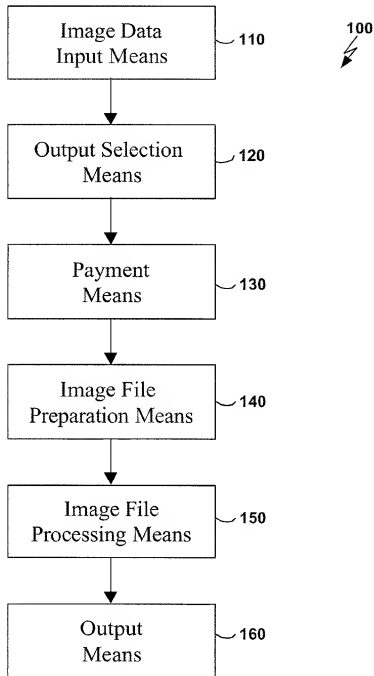 100
Image Data
Input Means
110
Output Selection
Means
120
Payment
Means
130
Image File
Preparation Means
140
Image File
Processing Means
150
Output
Means
160